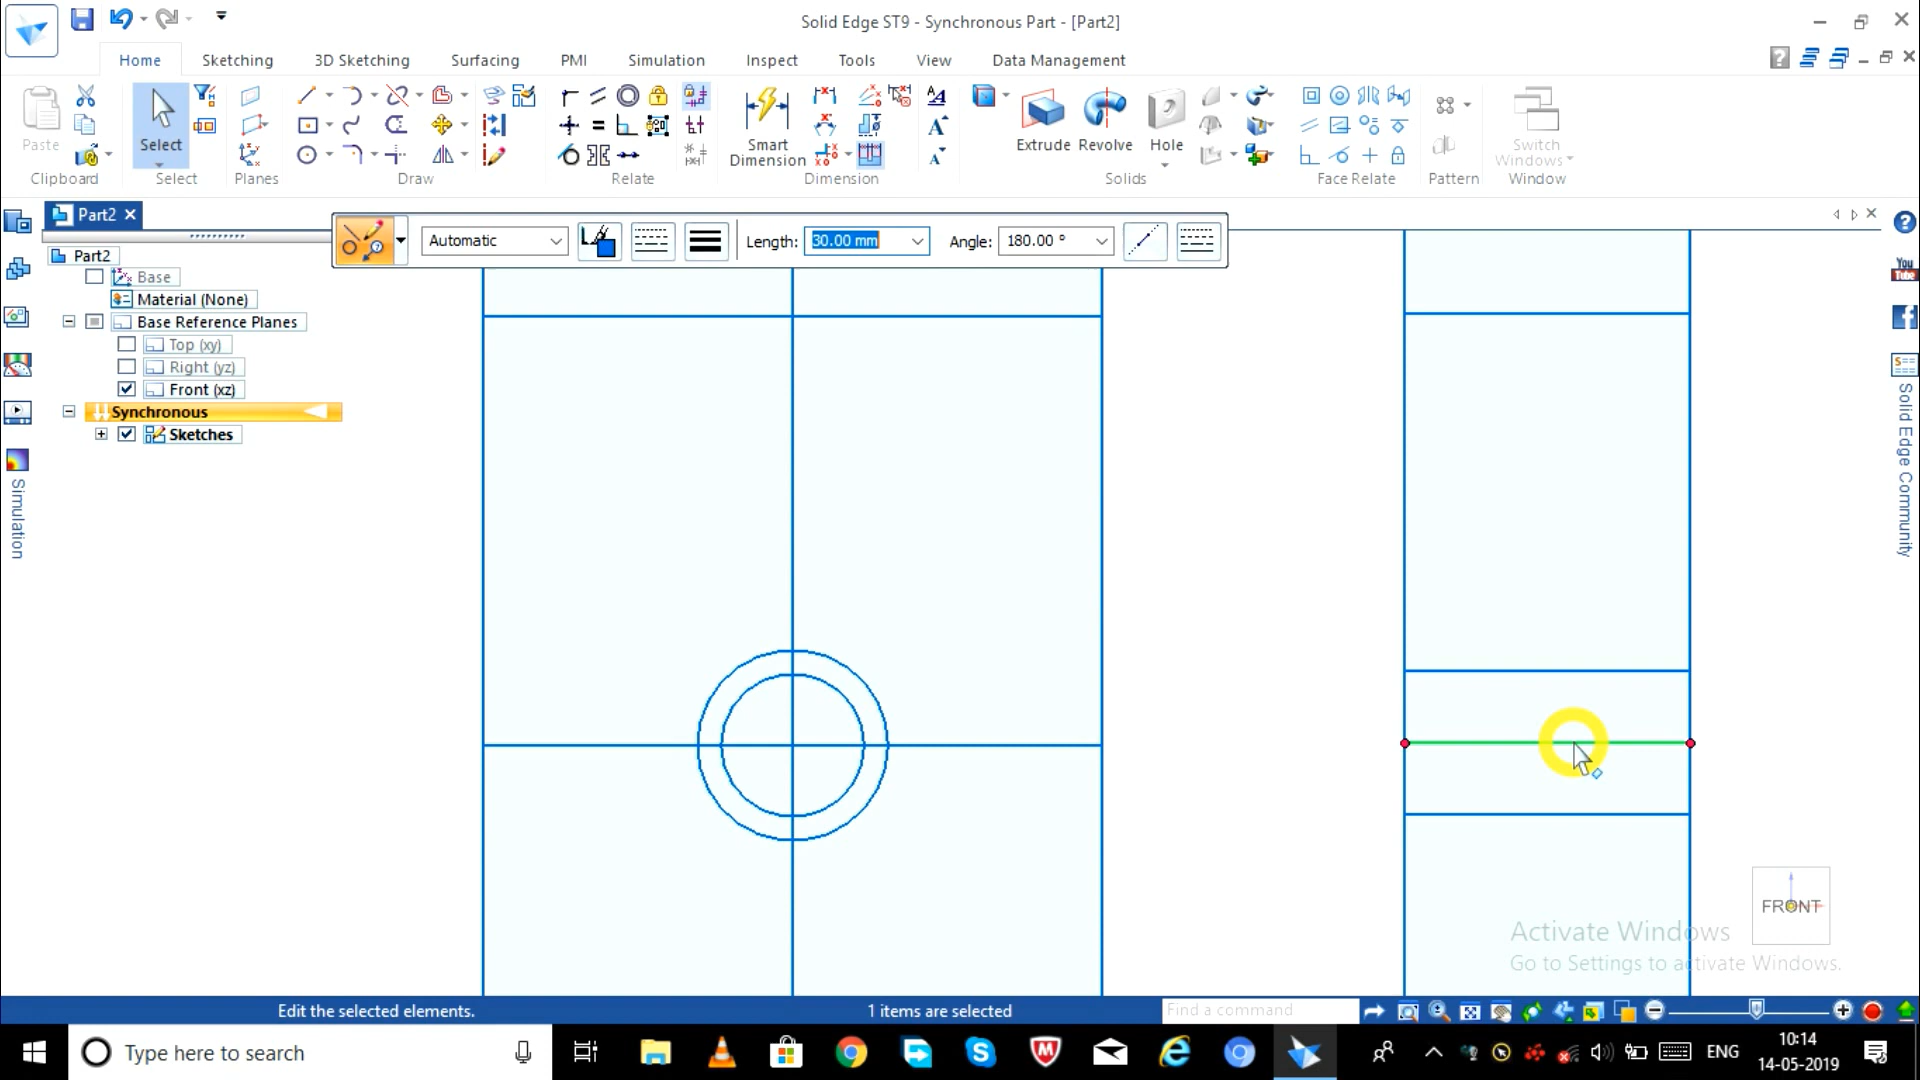 Solid Edge ST9 - Synchronous Part - [Part2]
Home Sketching 3D Sketching Surfacing PMI Simulation Inspect Tools View Data Management
Paste Select Smart Dimension Extrude Revolve Hole Switch Windows
Clipboard Select Planes Draw Relate Dimension Solids Face Relate Pattern Window
Part2
Automatic Length: 30.00 mm Angle: 180.00 °
Part2
Base
Material (None)
Base Reference Planes
Top (xy)
Right (yz)
Front (xz)
Synchronous
Sketches
Simulation
You Tube
Solid Edge Community
FRONT
Activate Windows
Go to Settings to activate Windows.
Edit the selected elements. 1 items are selected Find a command
Type here to search ENG 10:14
14-05-2019